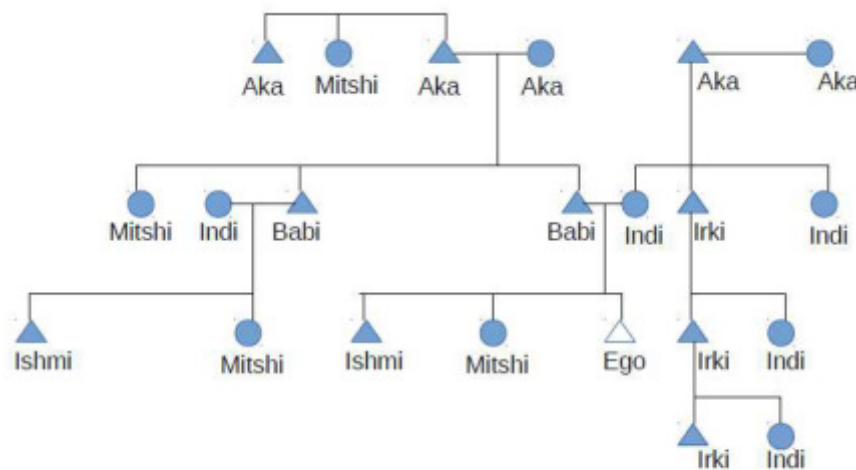 Aka Mitshi Aka Aka Aka Aka
Mitshi Indi Babi Babi Indi Irki Indi
Ishmi Mitshi Ishmi Mitshi Ego Irki Indi
Irki Indi